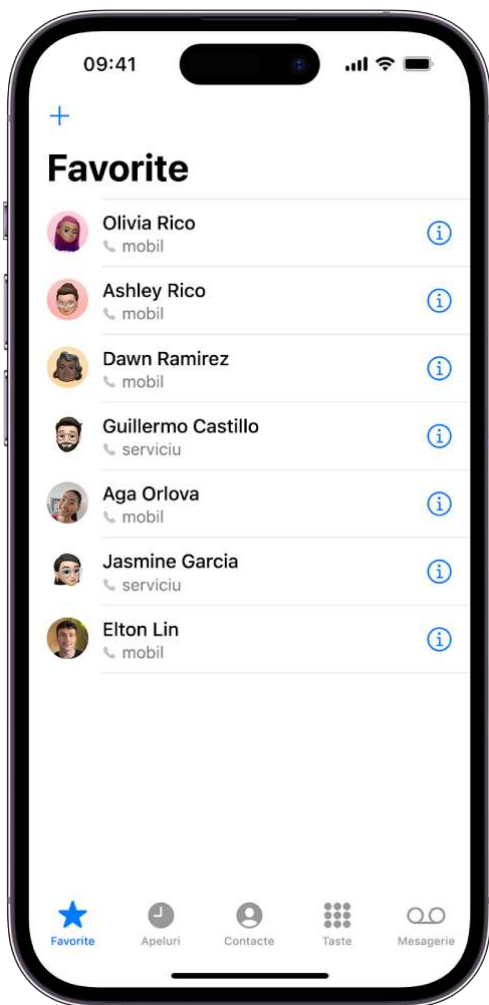 09:41
Favorite
Olivia Rico
mobil
Ashley Rico
mobil
Dawn Ramirez
mobil
Guillermo Castillo
serviciu
Aga Orlova
mobil
Jasmine Garcia
serviciu
Elton Lin
mobil
Favorite Apeluri Contacte Taste Mesagerie